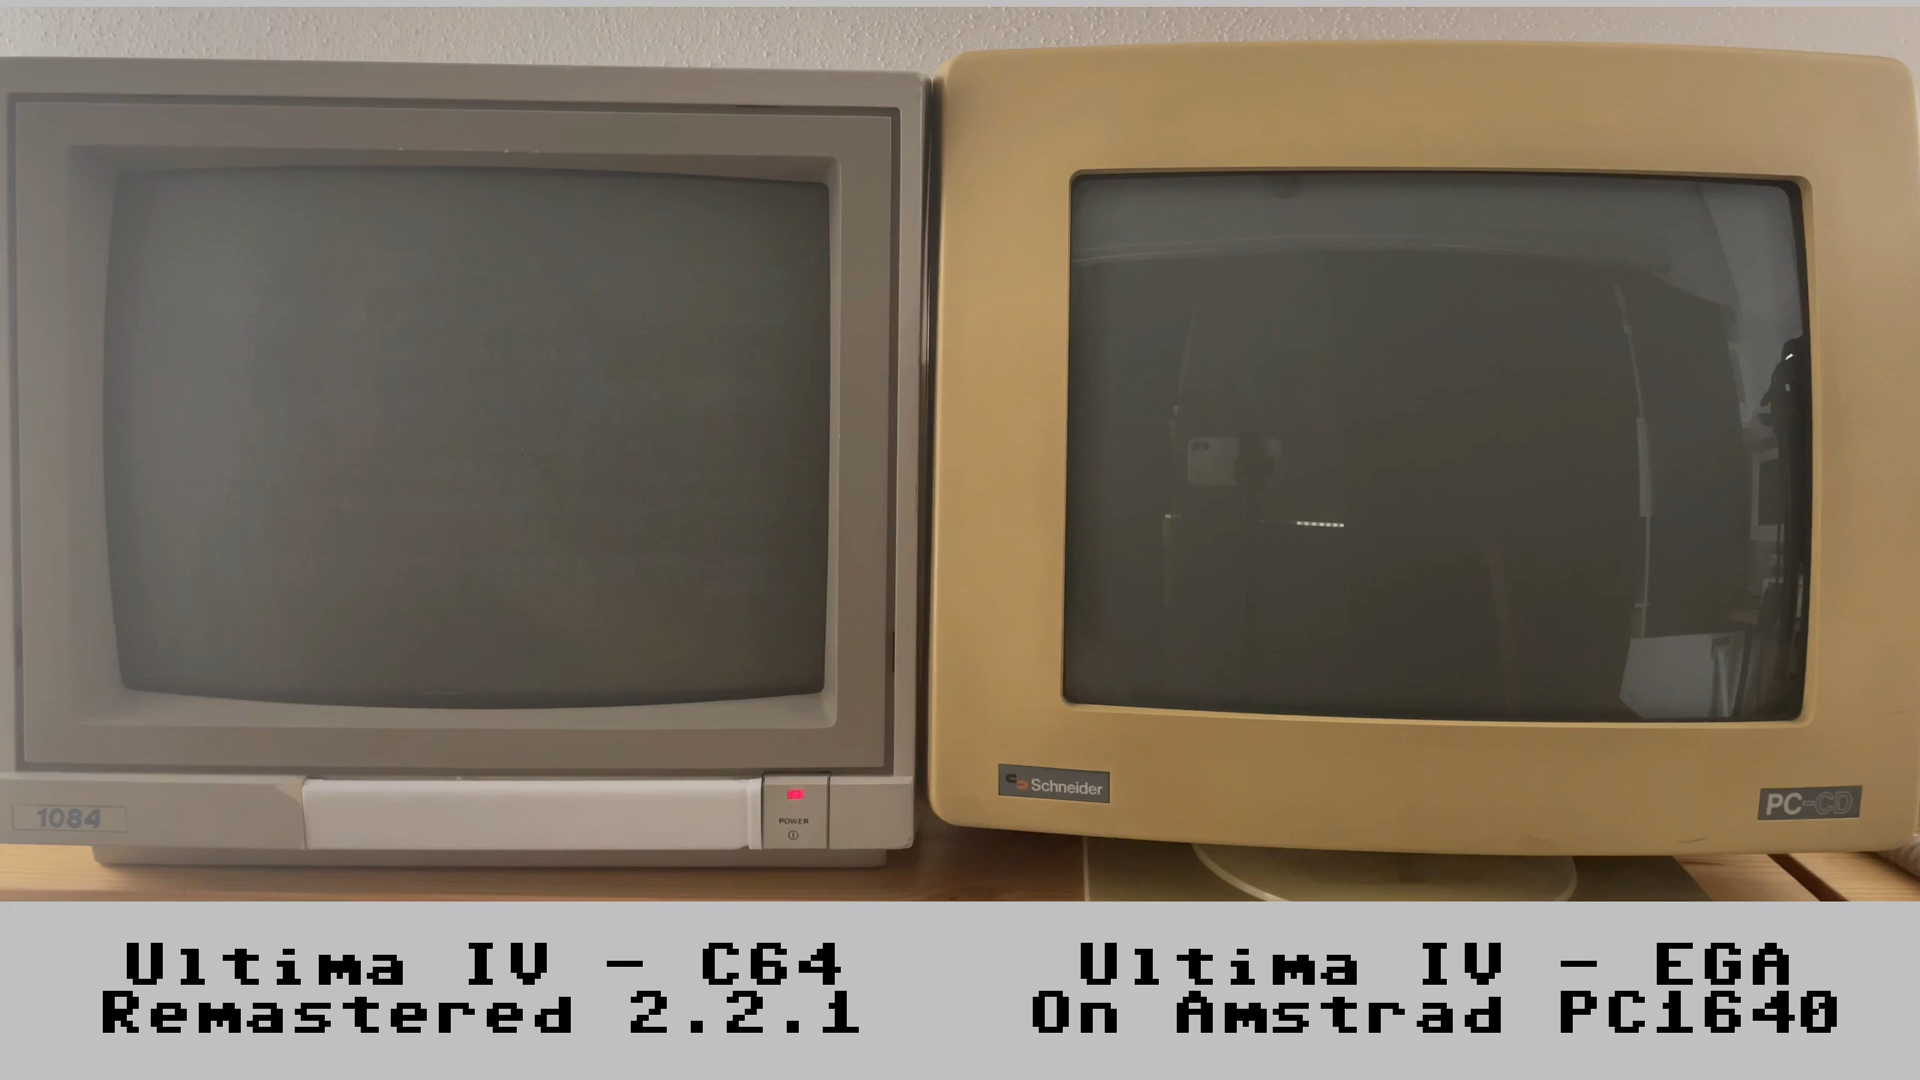 1084
POWER
Schneider
PC-CD
Ultima IV - C64
Remastered 2.2.1
Ultima IV - EGA
On Amstrad PC1640